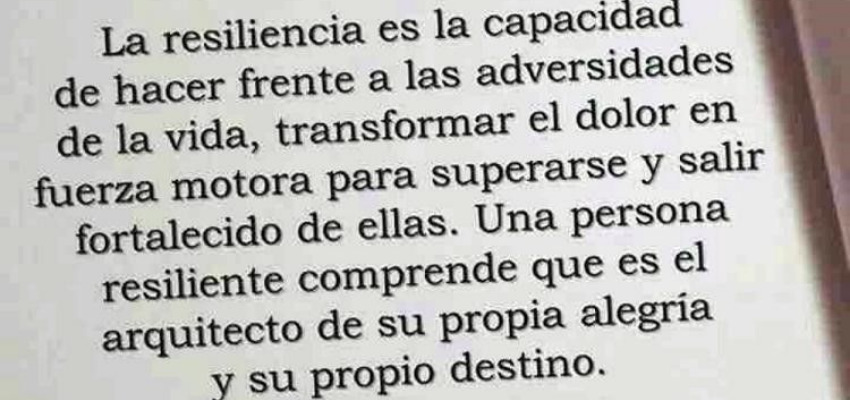 La resiliencia es la capacidad
de hacer frente a las adversidades
de la vida, transformar el dolor en
fuerza motora para superarse y salir
fortalecido de ellas. Una persona
resiliente comprende que es el
arquitecto de su propia alegría
y su propio destino.